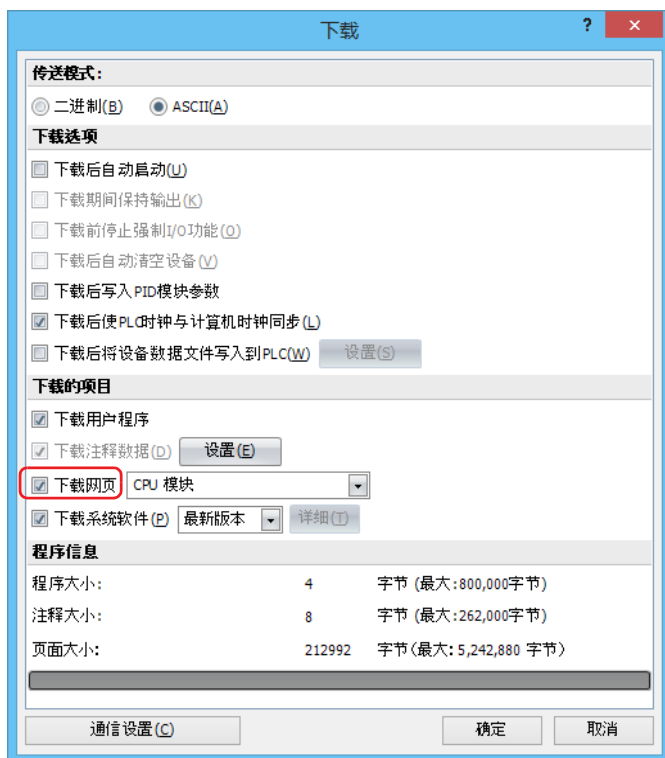 下载 ? ×
传送模式:
二进制(B) ASCII(A)
下载选项
下载后自动启动(U)
下载期间保持输出(K)
下载前停止强制I/O功能(O)
下载后自动清空设备(V)
下载后写入PID模块参数
下载后使PLC时钟与计算机时钟同步(L)
下载后将设备数据文件写入到PLC(W) 设置(S)
下载的项目
下载用户程序
下载注释数据(D) 设置(E)
下载网页 CPU 模块
下载系统软件(P) 最新版本 详细(T)
程序信息
程序大小: 4 字节 (最大:800,000字节)
注释大小: 8 字节 (最大:262,000字节)
页面大小: 212992 字节(最大: 5,242,880 字节)
通信设置(C) 确定 取消